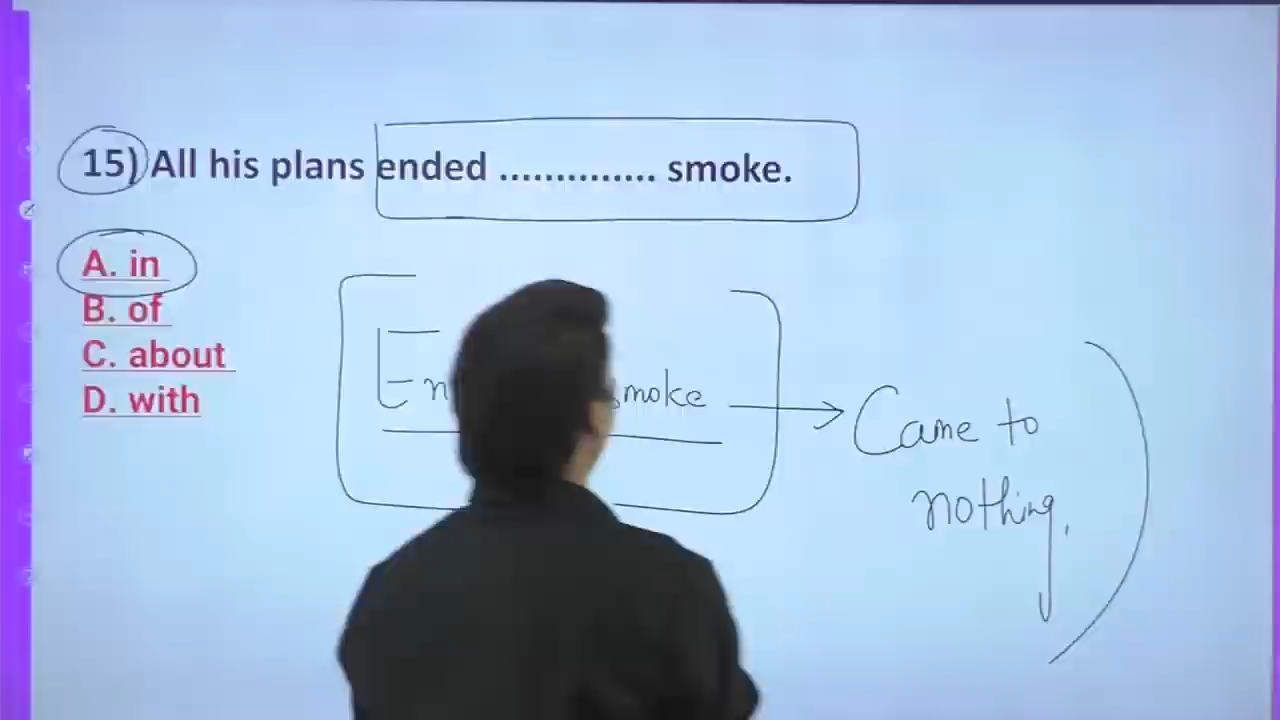 15) All his plans ended .............. smoke.
A. in
B. of
C. about
D. with
smoke → Came to
nothing.